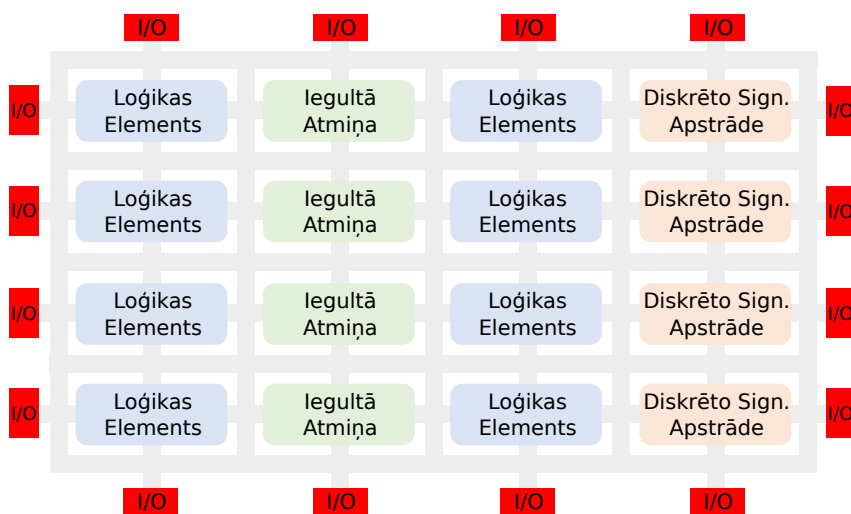 I/O I/O I/O I/O
I/O Loģikas Iegultā Loģikas Diskrēto Sign. I/O
Elements Atmiņa Elements Apstrāde
I/O Loģikas Iegultā Loģikas Diskrēto Sign. I/O
Elements Atmiņa Elements Apstrāde
I/O Loģikas Iegultā Loģikas Diskrēto Sign. I/O
Elements Atmiņa Elements Apstrāde
I/O Loģikas Iegultā Loģikas Diskrēto Sign. I/O
Elements Atmiņa Elements Apstrāde
I/O I/O I/O I/O